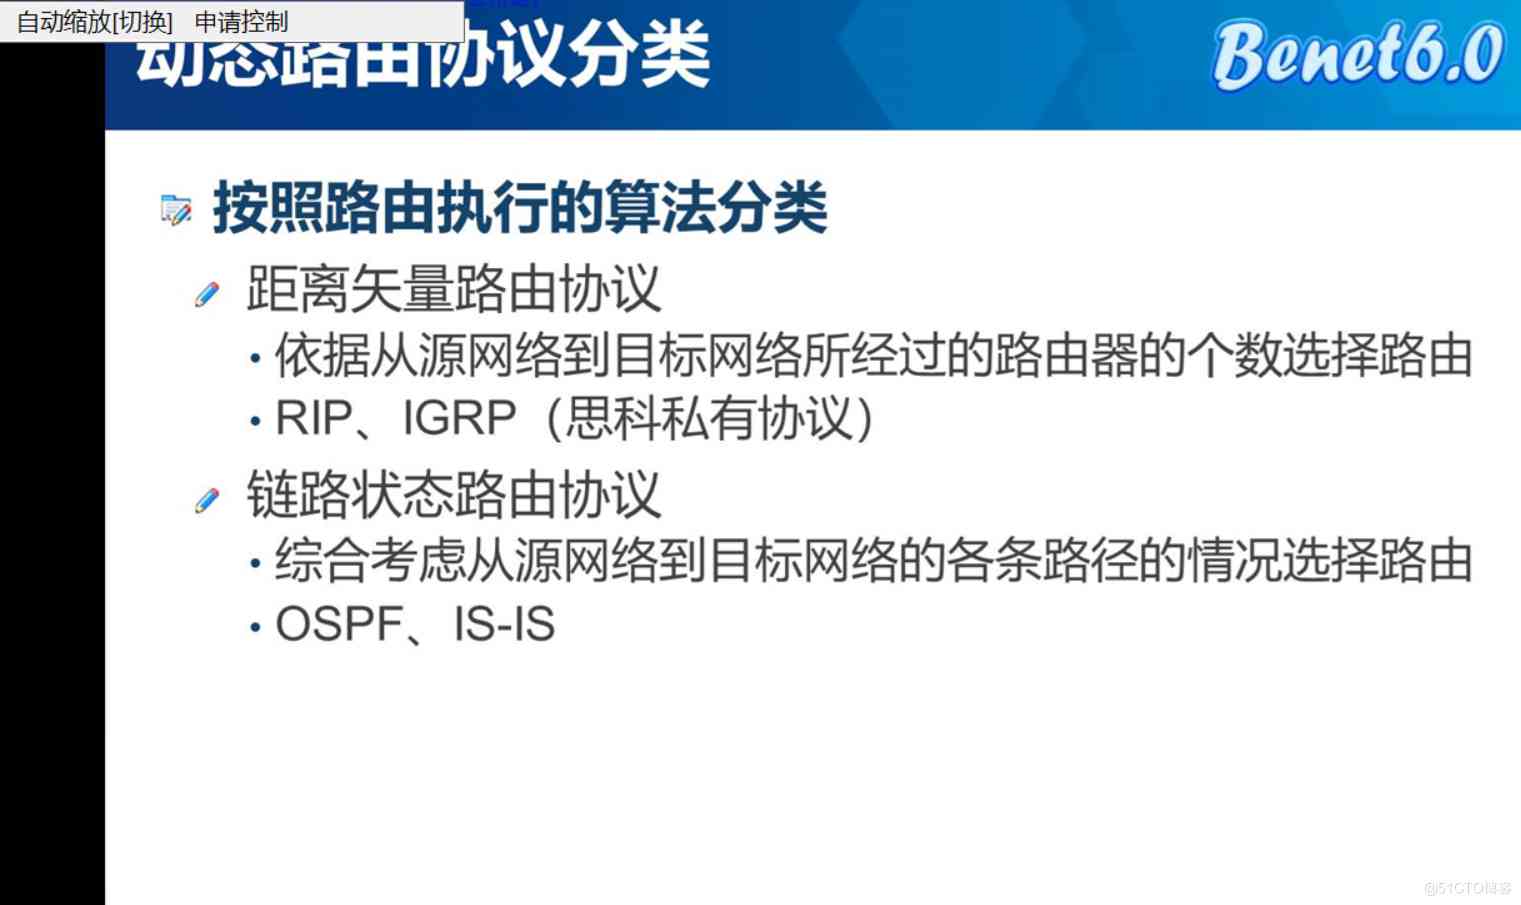 自动缩放[切换] 申请控制
动态路由协议分类
Benet6.0
按照路由执行的算法分类
距离矢量路由协议
• 依据从源网络到目标网络所经过的路由器的个数选择路由
• RIP、IGRP（思科私有协议）
链路状态路由协议
• 综合考虑从源网络到目标网络的各条路径的情况选择路由
• OSPF、IS-IS
@51CTO博客